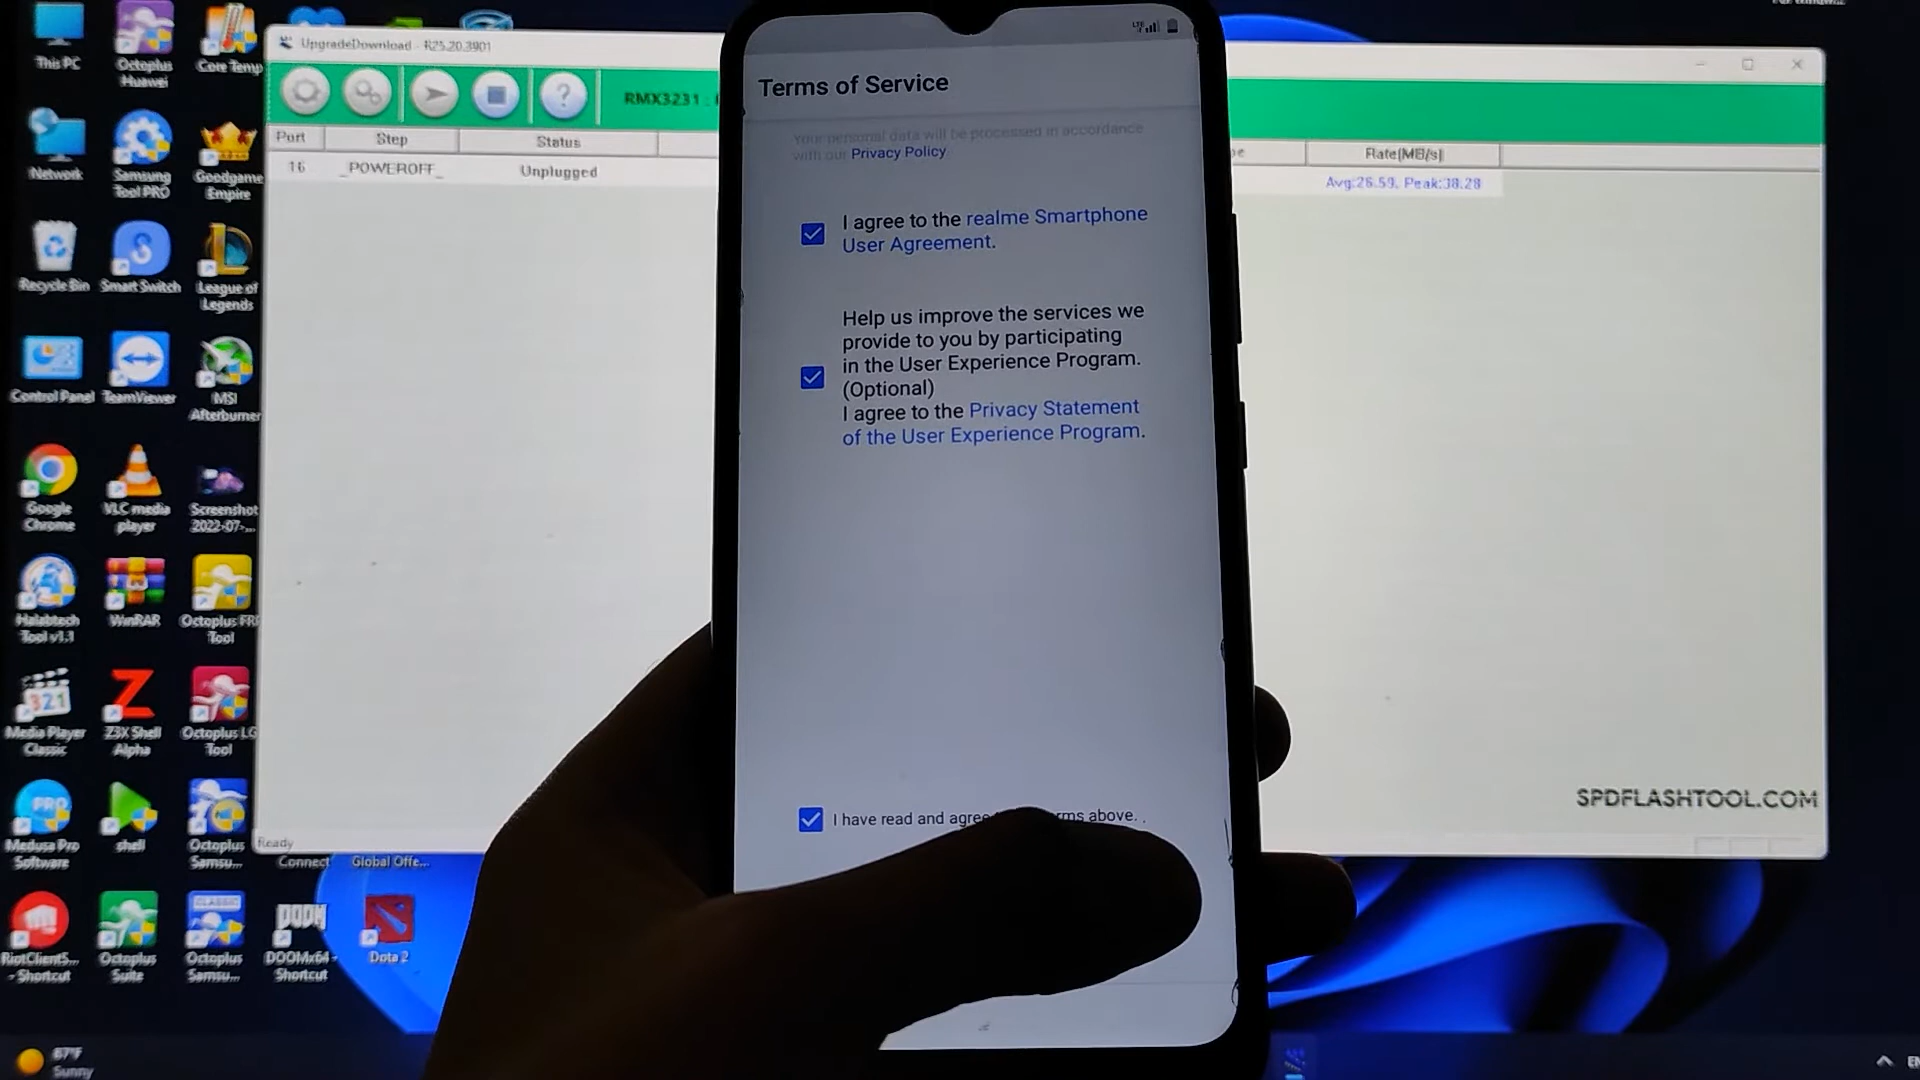 This PC
Octoplus
Huawei
Core Temp
Network
Samsung
Tool PRO
Goodgame
Empire
Recycle Bin
Smart Switch
League of
Legends
Control Panel
TeamViewer
MSI
Afterburner
Google
Chrome
VLC media
player
Screenshot
2022-07-...
Halabtech
Tool v1.1
WinRAR
Octoplus FRP
Tool
Media Player
Classic
Z3X Shell
Alpha
Octoplus LG
Tool
Medusa Pro
Software
shell
Octoplus
Samsu...
Connect
Global Offe...
RiotClientS...
- Shortcut
Octoplus
Suite
CLASSIC
Octoplus
Samsu...
DOOM
DOOMx64 -
Shortcut
Dota 2
67°F
Sunny
UpgradeDownload - R25.20.3901
RMX3231 :
Port
Step
Status
Rate(MB/s)
16
_POWEROFF_
Unplugged
Avg:26.59, Peak:38.28
Ready
SPDFLASHTOOL.COM
LTE
Terms of Service
Your personal data will be processed in accordance
with our Privacy Policy
I agree to the realme Smartphone
User Agreement.
Help us improve the services we
provide to you by participating
in the User Experience Program.
(Optional)
I agree to the Privacy Statement
of the User Experience Program.
I have read and agree above.